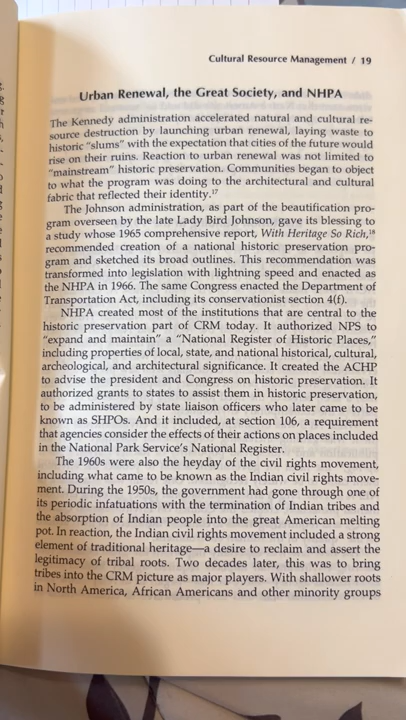 Cultural Resource Management / 19
Urban Renewal, the Great Society, and NHPA
The Kennedy administration accelerated natural and cultural re-
source destruction by launching urban renewal, laying waste to
historic “slums” with the expectation that cities of the future would
rise on their ruins. Reaction to urban renewal was not limited to
“mainstream” historic preservation. Communities began to object
to what the program was doing to the architectural and cultural
fabric that reflected their identity.17
The Johnson administration, as part of the beautification pro-
gram overseen by the late Lady Bird Johnson, gave its blessing to
a study whose 1965 comprehensive report, With Heritage So Rich,18
recommended creation of a national historic preservation pro-
gram and sketched its broad outlines. This recommendation was
transformed into legislation with lightning speed and enacted as
the NHPA in 1966. The same Congress enacted the Department of
Transportation Act, including its conservationist section 4(f).
NHPA created most of the institutions that are central to the
historic preservation part of CRM today. It authorized NPS to
“expand and maintain” a “National Register of Historic Places,”
including properties of local, state, and national historical, cultural,
archeological, and architectural significance. It created the ACHP
to advise the president and Congress on historic preservation. It
authorized grants to states to assist them in historic preservation,
to be administered by state liaison officers who later came to be
known as SHPOs. And it included, at section 106, a requirement
that agencies consider the effects of their actions on places included
in the National Park Service’s National Register.
The 1960s were also the heyday of the civil rights movement,
including what came to be known as the Indian civil rights move-
ment. During the 1950s, the government had gone through one of
its periodic infatuations with the termination of Indian tribes and
the absorption of Indian people into the great American melting
pot. In reaction, the Indian civil rights movement included a strong
element of traditional heritage—a desire to reclaim and assert the
legitimacy of tribal roots. Two decades later, this was to bring
tribes into the CRM picture as major players. With shallower roots
in North America, African Americans and other minority groups